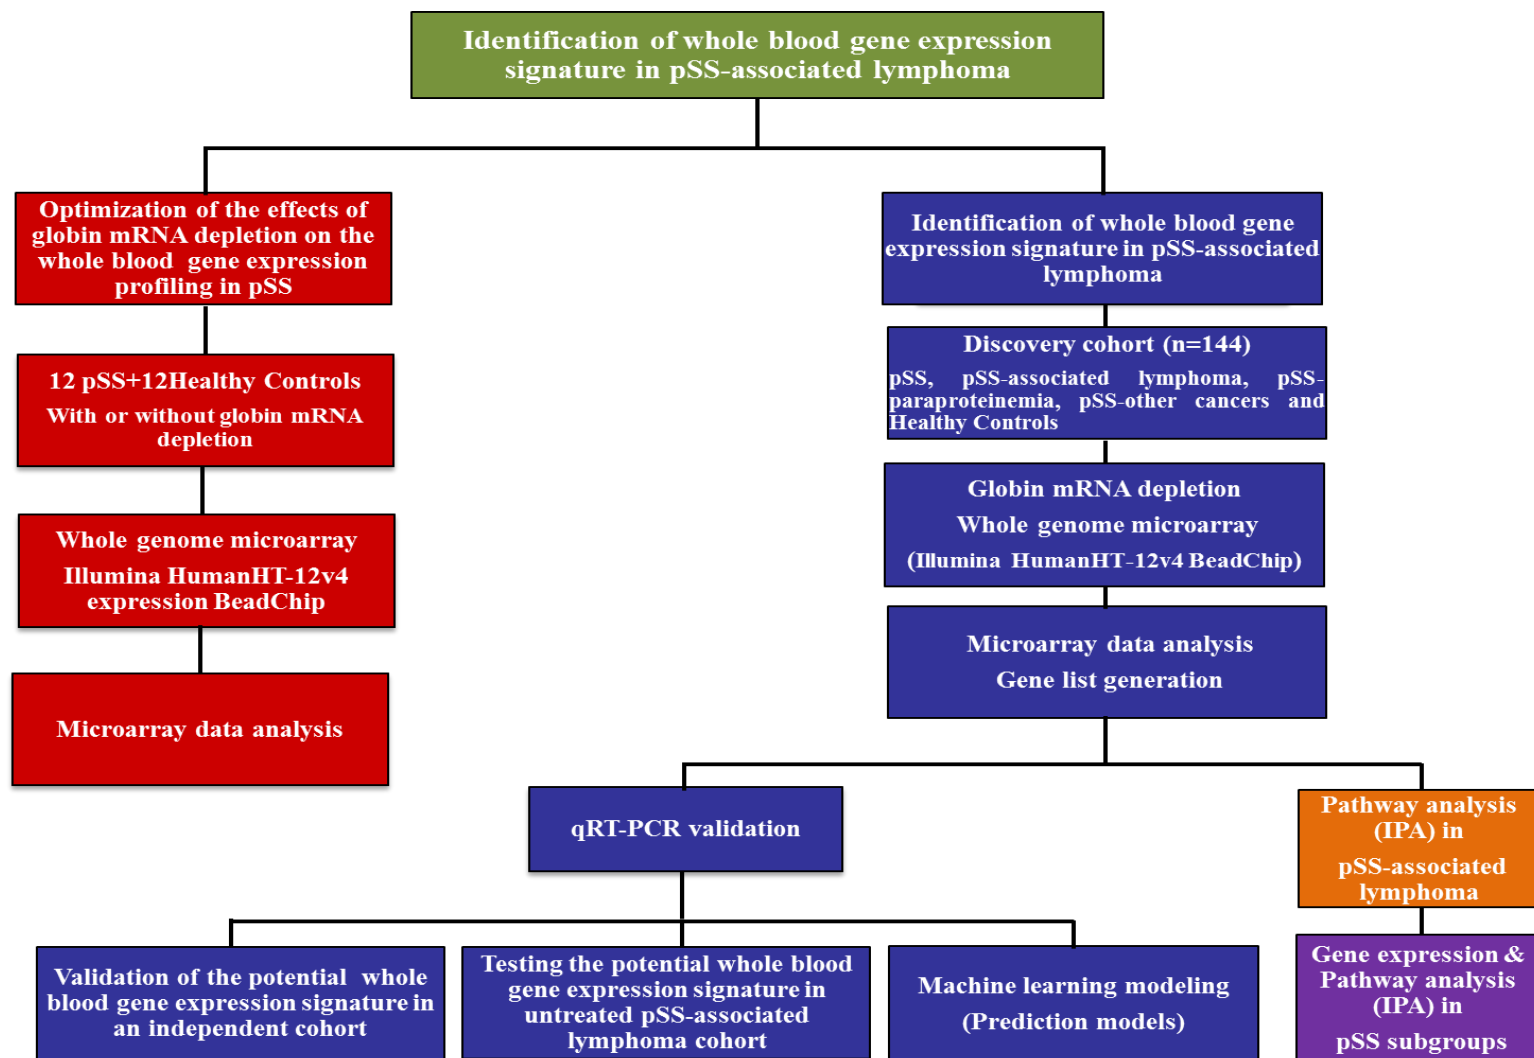 Identification of whole blood gene expression
signature in pSS-associated lymphoma
Optimization of the effects of
globin mRNA depletion on the
whole blood gene expression
profiling in pSS
12 pSS+12Healthy Controls
With or without globin mRNA
depletion
Whole genome microarray
Illumina HumanHT-12v4
expression BeadChip
Microarray data analysis
Identification of whole blood gene
expression signature in pSS-associated
lymphoma
Discovery cohort (n=144)
pSS, pSS-associated lymphoma, pSS-
paraproteinemia, pSS-other cancers and
Healthy Controls
Globin mRNA depletion
Whole genome microarray
(Illumina HumanHT-12v4 BeadChip)
Microarray data analysis
Gene list generation
qRT-PCR validation
Validation of the potential whole
blood gene expression signature in
an independent cohort
Testing the potential whole blood
gene expression signature in
untreated pSS-associated
lymphoma cohort
Machine learning modeling
(Prediction models)
Pathway analysis
(IPA) in
pSS-associated
lymphoma
Gene expression &
Pathway analysis
(IPA) in
pSS subgroups